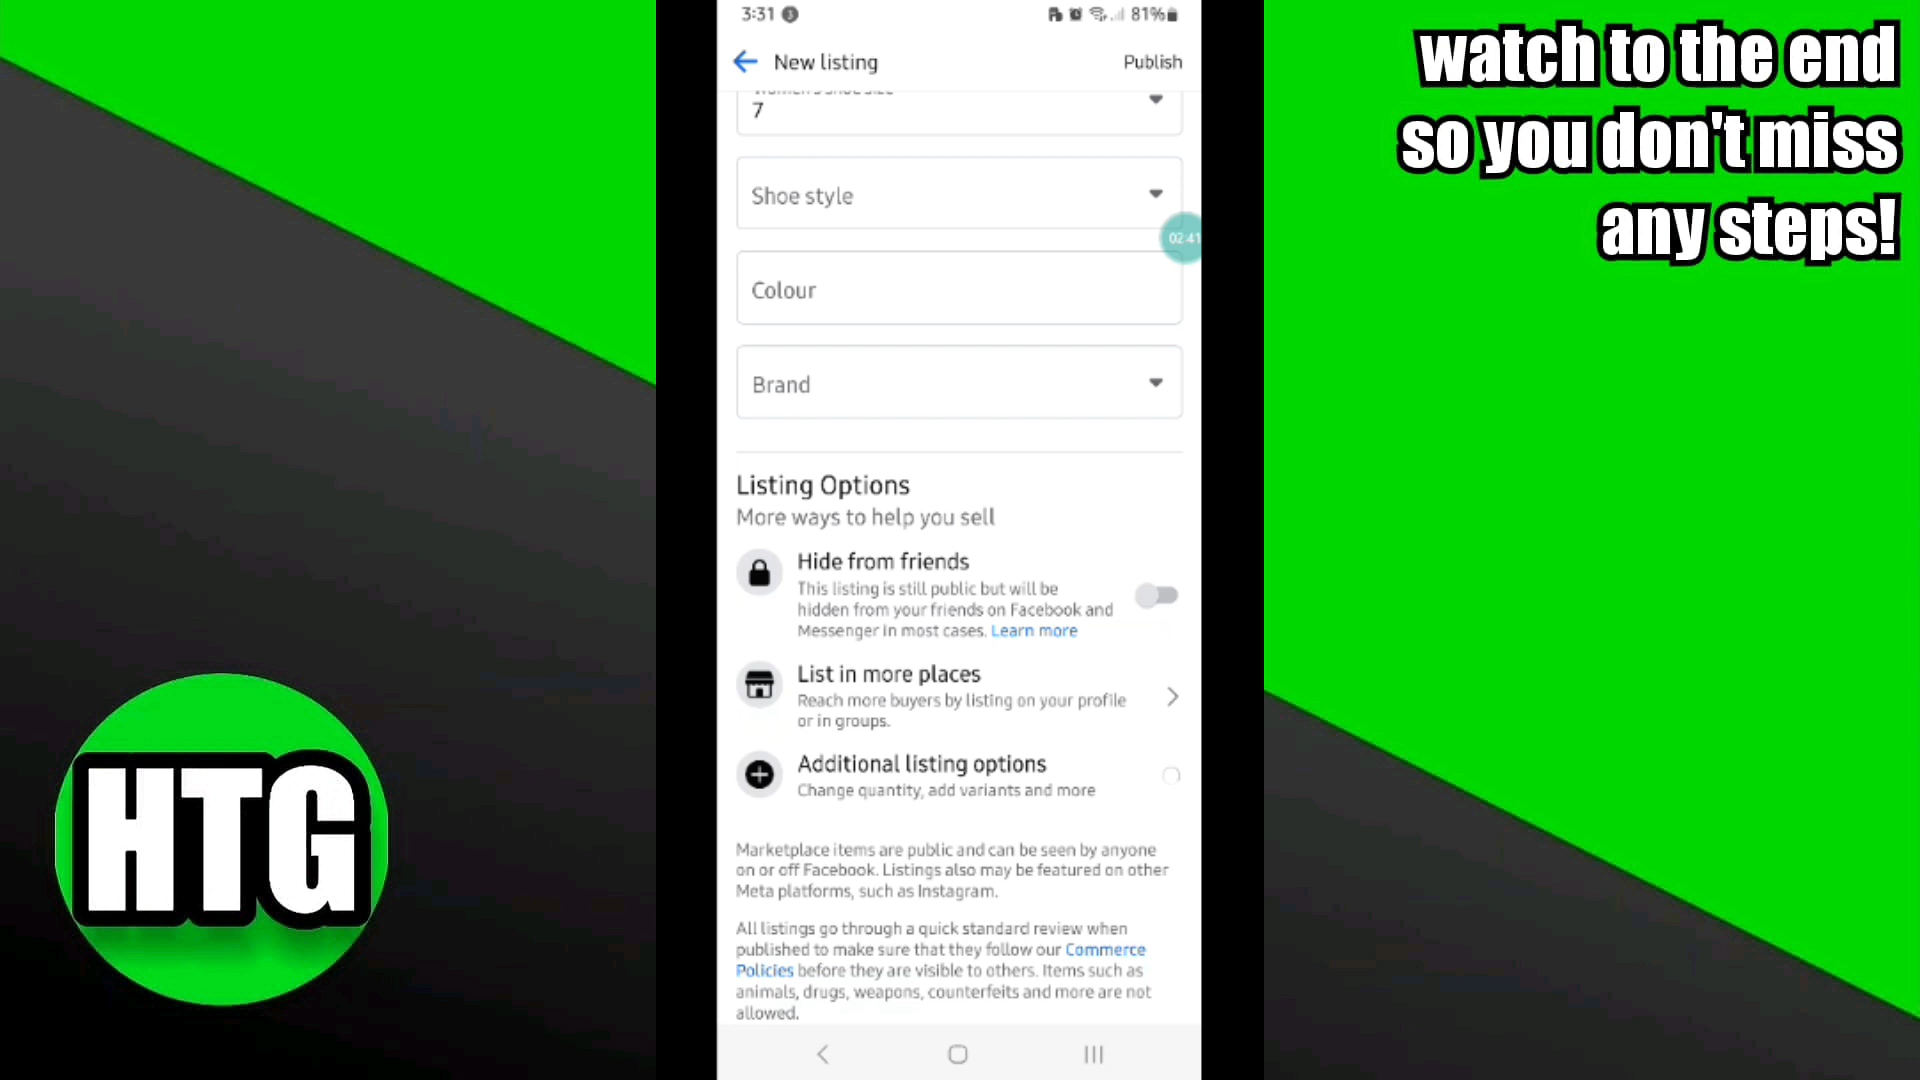 3:31
81%
New listing
Publish
Women's shoe size
7
Shoe style
02:41
Colour
Brand
Listing Options
More ways to help you sell
Hide from friends
This listing is still public but will be
hidden from your friends on Facebook and
Messenger in most cases. Learn more
List in more places
Reach more buyers by listing on your profile
or in groups.
Additional listing options
Change quantity, add variants and more
Marketplace items are public and can be seen by anyone
on or off Facebook. Listings also may be featured on other
Meta platforms, such as Instagram.
All listings go through a quick standard review when
published to make sure that they follow our Commerce
Policies before they are visible to others. Items such as
animals, drugs, weapons, counterfeits and more are not
allowed.
watch to the end
so you don't miss
any steps!
HTG